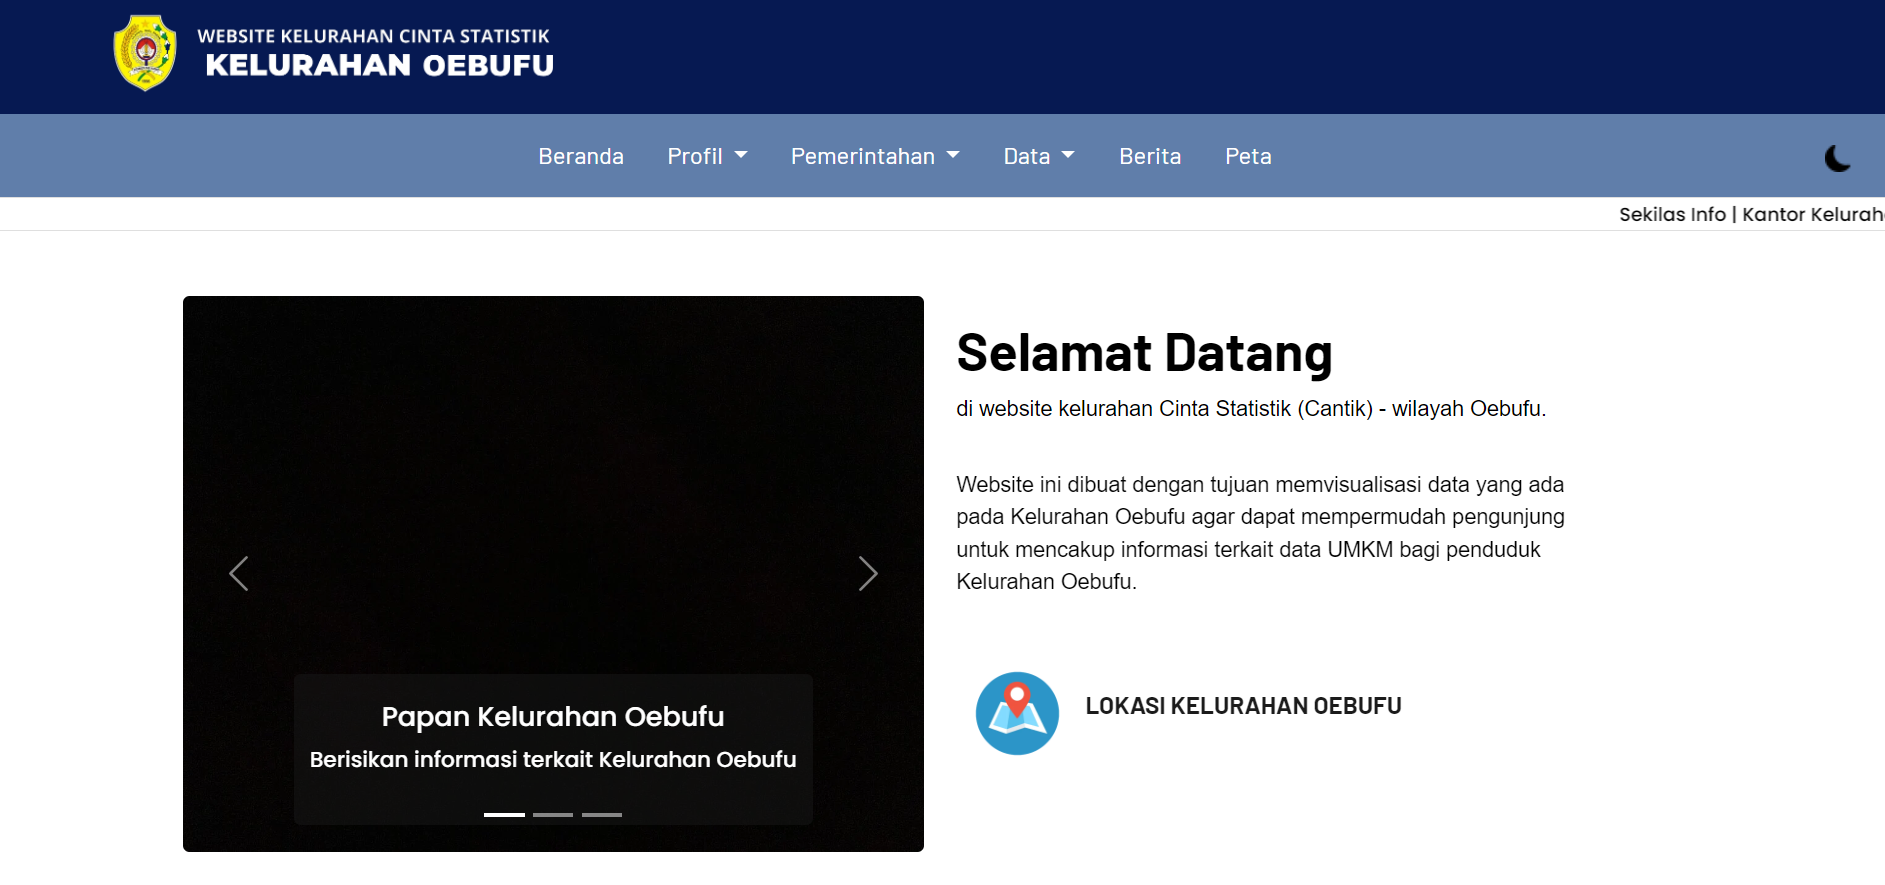 WEBSITE KELURAHAN CINTA STATISTIK
KELURAHAN OEBUFU
Beranda
Profil
Pemerintahan
Data
Berita
Peta
Sekilas Info | Kantor
Selamat Datang
di website kelurahan Cinta Statistik (Cantik) - wilayah Oebufu.
Website ini dibuat dengan tujuan memvisualisasi data yang ada
pada Kelurahan Oebufu agar dapat mempermudah pengunjung
untuk mencakup informasi terkait data UMKM bagi penduduk
Kelurahan Oebufu.
LOKASI KELURAHAN OEBUFU
Papan Kelurahan Oebufu
Berisikan informasi terkait Kelurahan Oebufu